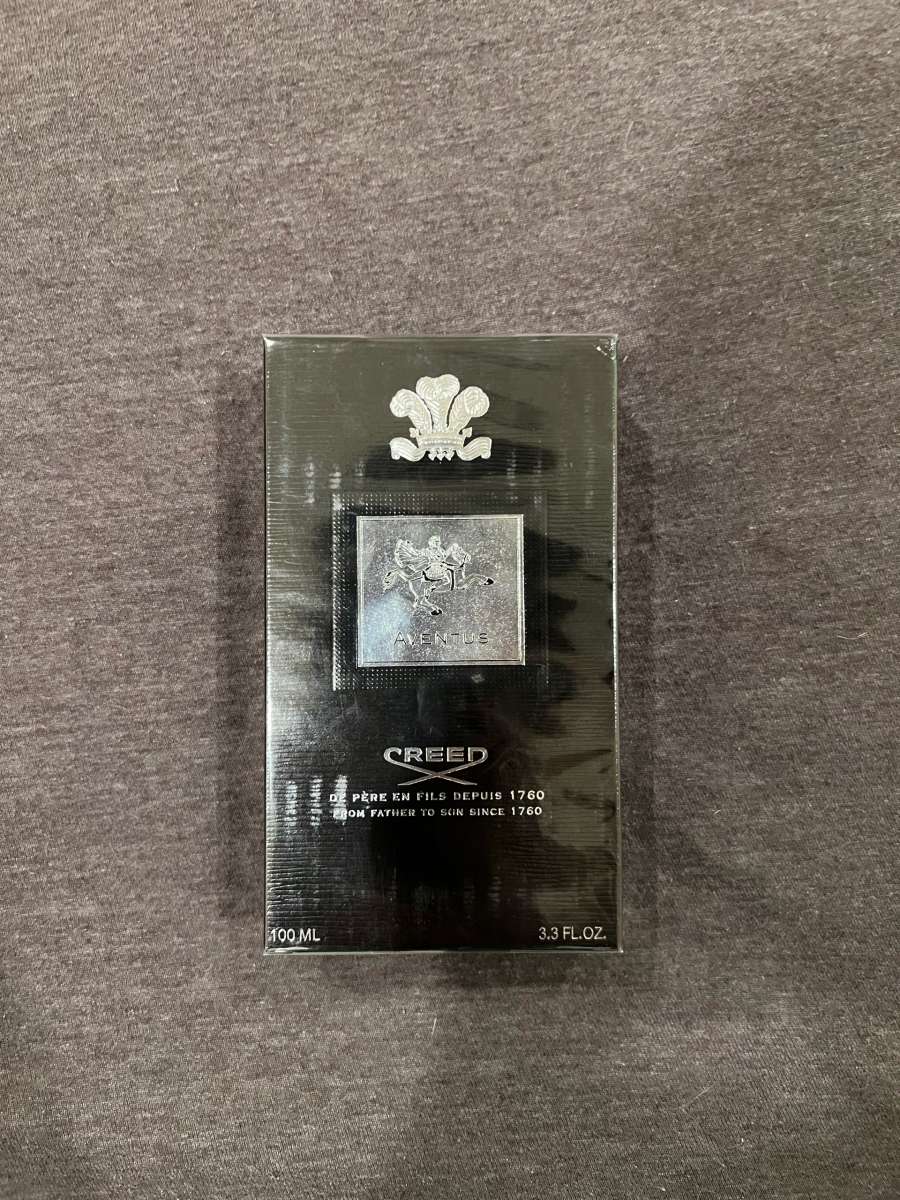 AVENTUS
CREED
DE PÈRE EN FILS DEPUIS 1760
FROM FATHER TO SON SINCE 1760
100 ML
3.3 FL.OZ.